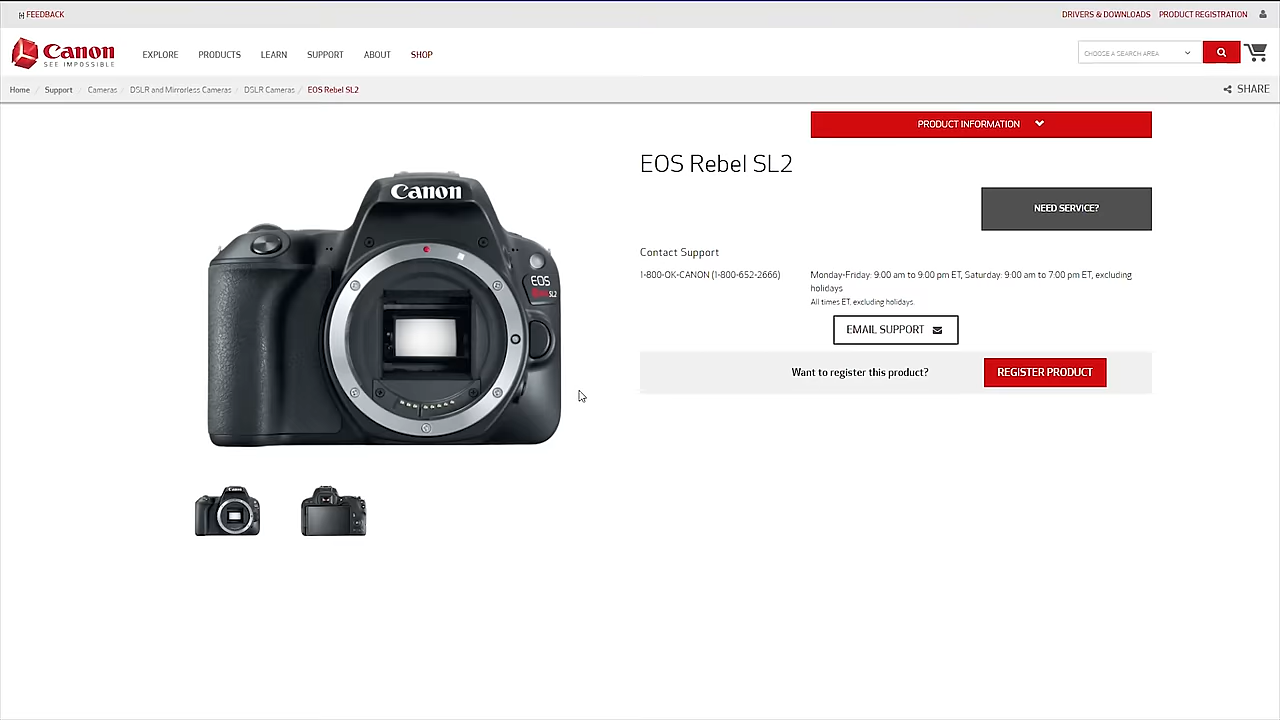 [+] FEEDBACK
DRIVERS & DOWNLOADS PRODUCT REGISTRATION
Canon
SEE IMPOSSIBLE
EXPLORE PRODUCTS LEARN SUPPORT ABOUT SHOP
CHOOSE A SEARCH AREA
Home / Support / Cameras / DSLR and Mirrorless Cameras / DSLR Cameras / EOS Rebel SL2
SHARE
PRODUCT INFORMATION
EOS Rebel SL2
NEED SERVICE?
Contact Support
1-800-OK-CANON (1-800-652-2666)
Monday-Friday: 9:00 am to 9:00 pm ET, Saturday: 9:00 am to 7:00 pm ET, excluding
holidays
All times ET, excluding holidays.
EMAIL SUPPORT
Want to register this product?
REGISTER PRODUCT
Canon
EOS
SL2